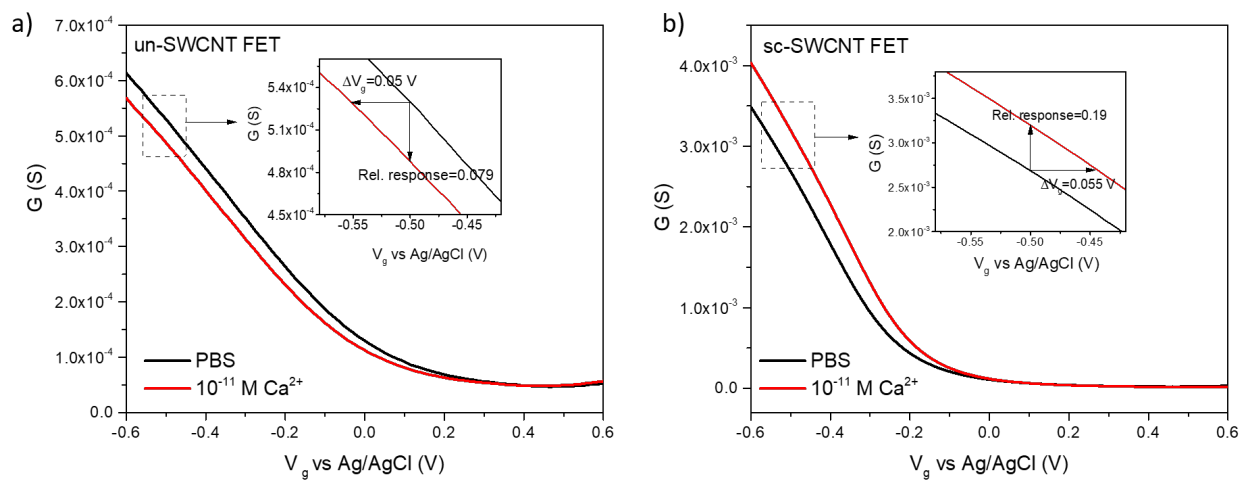 a)
un-SWCNT FET
G (S)
7.0x10⁻⁴
6.0x10⁻⁴
5.0x10⁻⁴
4.0x10⁻⁴
3.0x10⁻⁴
2.0x10⁻⁴
1.0x10⁻⁴
0.0
-0.6 -0.4 -0.2 0.0 0.2 0.4 0.6
V_g vs Ag/AgCl (V)
PBS
10⁻¹¹ M Ca²⁺
G (S)
5.4x10⁻⁴
5.1x10⁻⁴
4.8x10⁻⁴
4.5x10⁻⁴
ΔV_g=0.05 V
Rel. response=0.079
-0.55 -0.50 -0.45
V_g vs Ag/AgCl (V)
b)
sc-SWCNT FET
G (S)
4.0x10⁻³
3.0x10⁻³
2.0x10⁻³
1.0x10⁻³
0.0
-0.6 -0.4 -0.2 0.0 0.2 0.4 0.6
V_g vs Ag/AgCl (V)
PBS
10⁻¹¹ M Ca²⁺
G (S)
3.5x10⁻³
3.0x10⁻³
2.5x10⁻³
2.0x10⁻³
Rel. response=0.19
ΔV_g=0.055 V
-0.55 -0.50 -0.45
V_g vs Ag/AgCl (V)